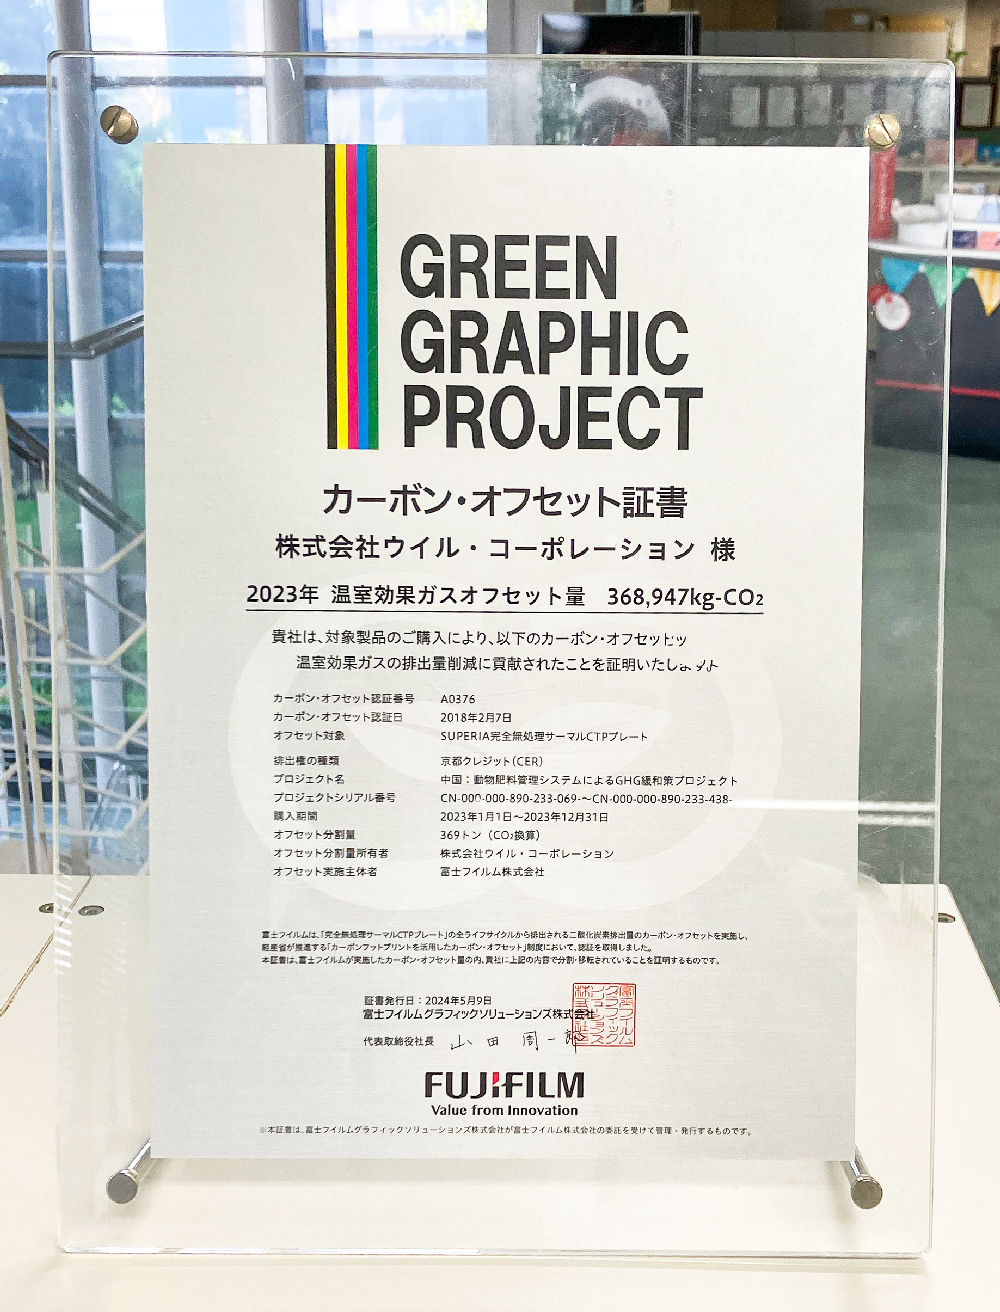 GREEN
GRAPHIC
PROJECT
カーボン・オフセット証書
株式会社ウイル・コーポレーション 様
2023年 温室効果ガスオフセット量 368,947kg-CO₂
貴社は、対象製品のご購入により、以下のカーボン・オフセット
温室効果ガスの排出量削減に貢献されたことを証明いたします
カーボン・オフセット認証番号 A0376
カーボン・オフセット認証日 2018年2月7日
オフセット対象 SUPERIA完全無処理サーマルCTPプレート
排出権の種類 京都クレジット(CER)
プロジェクト名 中国：動物肥料管理システムによるGHG緩和策プロジェクト
プロジェクトシリアル番号 CN-000-000-890-233-069-～CN-000-000-890-233-438-
購入期間 2023年1月1日～2023年12月31日
オフセット分割量 369トン（CO₂換算）
オフセット分割量所有者 株式会社ウイル・コーポレーション
オフセット実施主体者 富士フイルム株式会社
富士フイルムは、「完全無処理サーマルCTPプレート」の全ライフサイクルから排出される二酸化炭素排出量のカーボン・オフセットを実施し、
経産省が推進する「カーボンフットプリントを活用したカーボン・オフセット」制度において、認証を取得しました。
本証書は、富士フイルムが実施したカーボン・オフセット量の内、貴社に上記の内容で分割・移転されていることを証明するものです。
証書発行日：2024年5月9日
富士フイルムグラフィックソリューションズ株式会社
代表取締役社長 山田 周一郎
FUJIFILM
Value from Innovation
※本証書は、富士フイルムグラフィックソリューションズ株式会社が富士フイルム株式会社の委託を受けて管理・発行するものです。